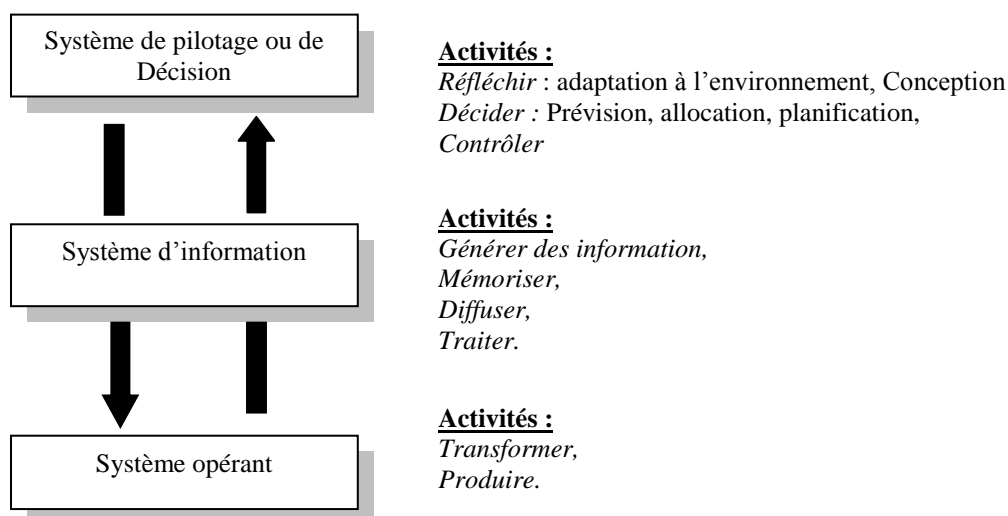 Système de pilotage ou de
Décision
Activités :
Réfléchir : adaptation à l’environnement, Conception
Décider : Prévision, allocation, planification,
Contrôler
Système d’information
Activités :
Générer des information,
Mémoriser,
Diffuser,
Traiter.
Système opérant
Activités :
Transformer,
Produire.